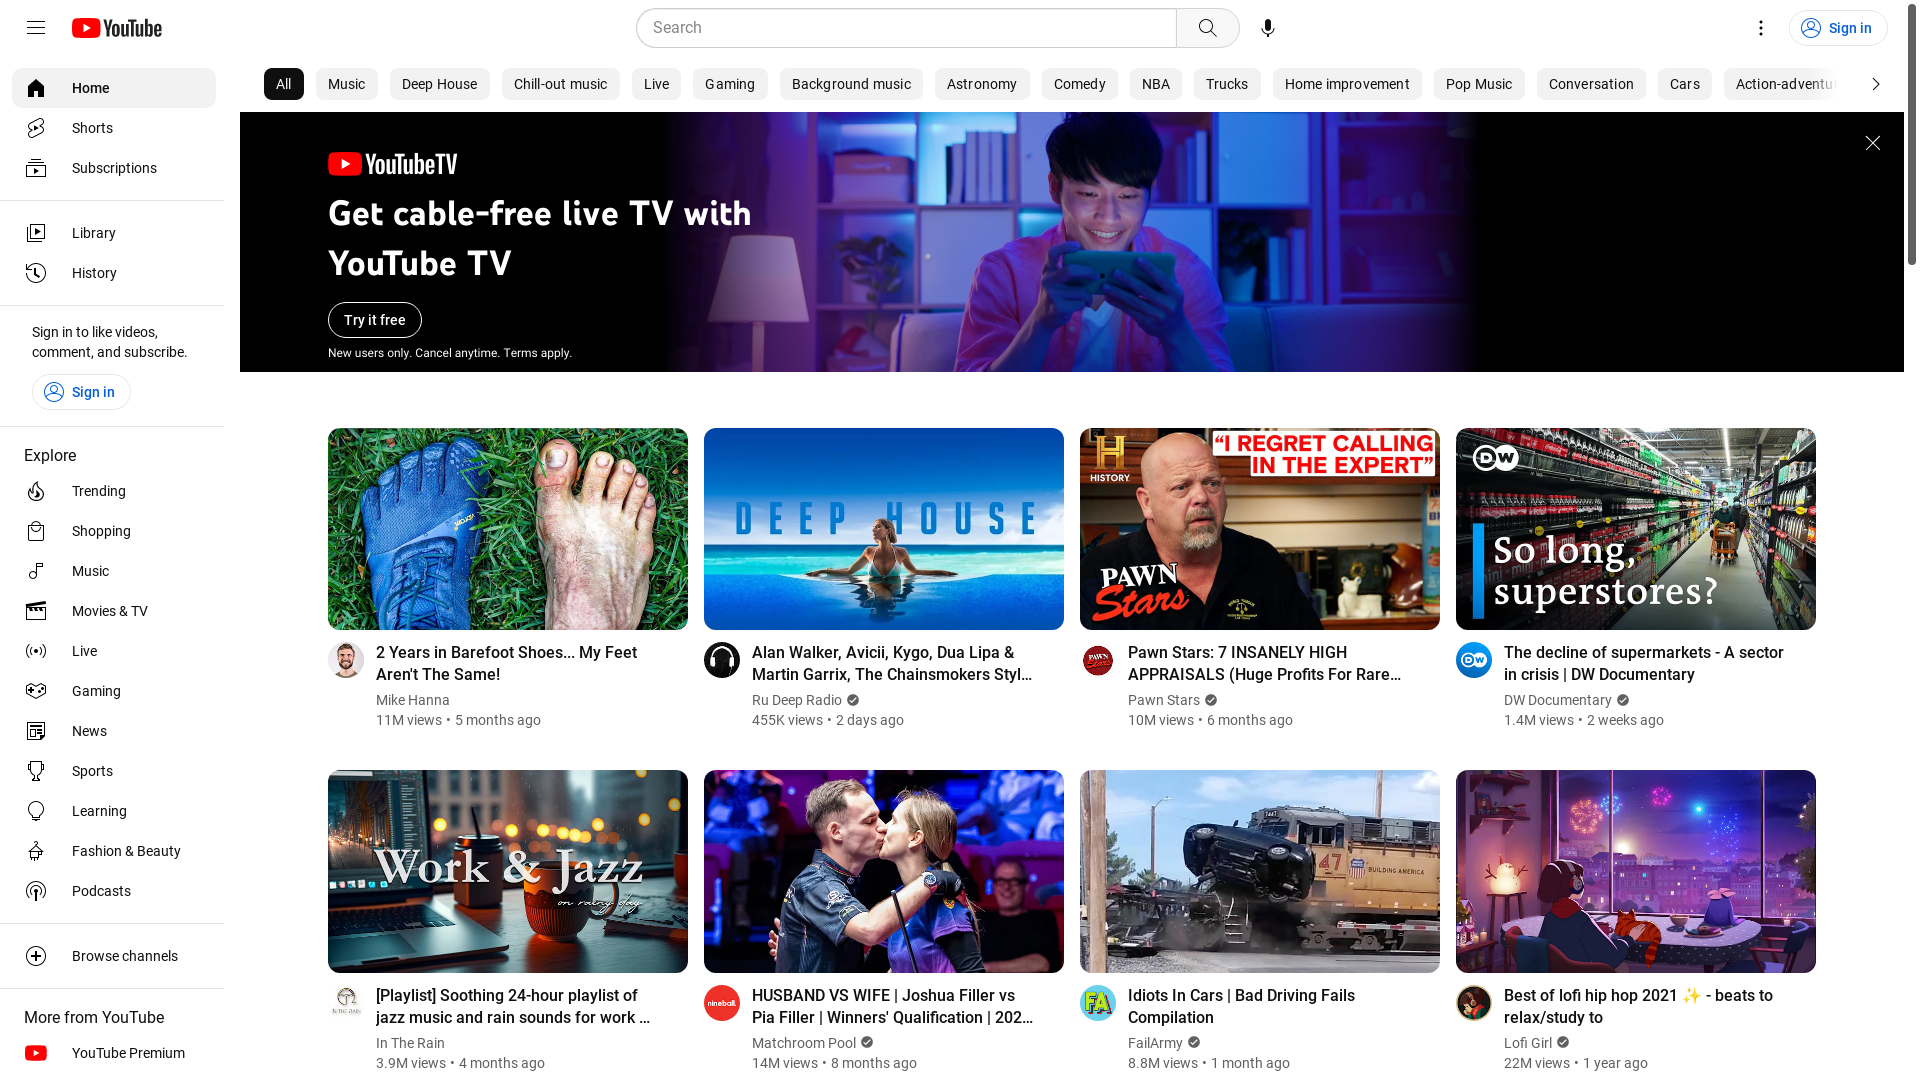 YouTube
Search
Sign in
Home
Shorts
Subscriptions
Library
History
Sign in to like videos,
comment, and subscribe.
Sign in
Explore
Trending
Shopping
Music
Movies & TV
Live
Gaming
News
Sports
Learning
Fashion & Beauty
Podcasts
Browse channels
More from YouTube
YouTube Premium
All
Music
Deep House
Chill-out music
Live
Gaming
Background music
Astronomy
Comedy
NBA
Trucks
Home improvement
Pop Music
Conversation
Cars
Action-adventu
YouTubeTV
Get cable-free live TV with
YouTube TV
Try it free
New users only. Cancel anytime. Terms apply.
2 Years in Barefoot Shoes... My Feet
Aren't The Same!
Mike Hanna
11M views • 5 months ago
DEEP HOUSE
Alan Walker, Avicii, Kygo, Dua Lipa &
Martin Garrix, The Chainsmokers Styl...
Ru Deep Radio
455K views • 2 days ago
H
HISTORY
"I REGRET CALLING
IN THE EXPERT"
PAWN
Stars
Pawn Stars: 7 INSANELY HIGH
APPRAISALS (Huge Profits For Rare...
Pawn Stars
10M views • 6 months ago
DW
So long,
superstores?
DW
The decline of supermarkets - A sector
in crisis | DW Documentary
DW Documentary
1.4M views • 2 weeks ago
Work & Jazz
on rainy day
[Playlist] Soothing 24-hour playlist of
jazz music and rain sounds for work ...
In The Rain
3.9M views • 4 months ago
nineball.
HUSBAND VS WIFE | Joshua Filler vs
Pia Filler | Winners' Qualification | 202...
Matchroom Pool
14M views • 8 months ago
47
BUILDING AMERICA
FA
Idiots In Cars | Bad Driving Fails
Compilation
FailArmy
8.8M views • 1 month ago
Best of lofi hip hop 2021 ✨ - beats to
relax/study to
Lofi Girl
22M views • 1 year ago